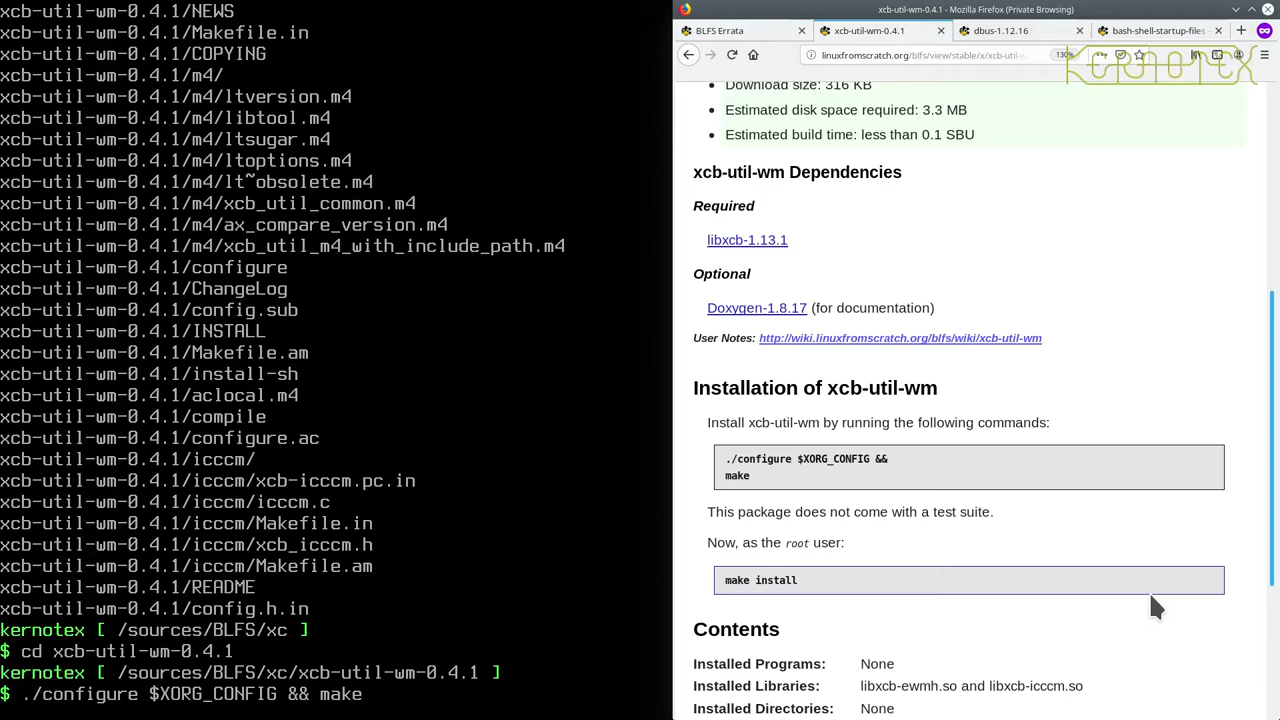 xcb-util-wm-0.4.1/NEWS
xcb-util-wm-0.4.1/Makefile.in
xcb-util-wm-0.4.1/COPYING
xcb-util-wm-0.4.1/m4/
xcb-util-wm-0.4.1/m4/ltversion.m4
xcb-util-wm-0.4.1/m4/libtool.m4
xcb-util-wm-0.4.1/m4/ltsugar.m4
xcb-util-wm-0.4.1/m4/ltoptions.m4
xcb-util-wm-0.4.1/m4/lt~obsolete.m4
xcb-util-wm-0.4.1/m4/xcb_util_common.m4
xcb-util-wm-0.4.1/m4/ax_compare_version.m4
xcb-util-wm-0.4.1/m4/xcb_util_m4_with_include_path.m4
xcb-util-wm-0.4.1/configure
xcb-util-wm-0.4.1/ChangeLog
xcb-util-wm-0.4.1/config.sub
xcb-util-wm-0.4.1/INSTALL
xcb-util-wm-0.4.1/Makefile.am
xcb-util-wm-0.4.1/install-sh
xcb-util-wm-0.4.1/aclocal.m4
xcb-util-wm-0.4.1/compile
xcb-util-wm-0.4.1/configure.ac
xcb-util-wm-0.4.1/icccm/
xcb-util-wm-0.4.1/icccm/xcb-icccm.pc.in
xcb-util-wm-0.4.1/icccm/icccm.c
xcb-util-wm-0.4.1/icccm/Makefile.in
xcb-util-wm-0.4.1/icccm/xcb_icccm.h
xcb-util-wm-0.4.1/icccm/Makefile.am
xcb-util-wm-0.4.1/README
xcb-util-wm-0.4.1/config.h.in
kernotex [ /sources/BLFS/xc ]
$ cd xcb-util-wm-0.4.1
kernotex [ /sources/BLFS/xc/xcb-util-wm-0.4.1 ]
$ ./configure $XORG_CONFIG && make
xcb-util-wm-0.4.1 - Mozilla Firefox (Private Browsing)
BLFS Errata
xcb-util-wm-0.4.1
dbus-1.12.16
bash-shell-startup-files
linuxfromscratch.org/blfs/view/stable/x/xcb-util
130%
KERNOTEX
Download size: 316 KB
Estimated disk space required: 3.3 MB
Estimated build time: less than 0.1 SBU
xcb-util-wm Dependencies
Required
libxcb-1.13.1
Optional
Doxygen-1.8.17 (for documentation)
User Notes: http://wiki.linuxfromscratch.org/blfs/wiki/xcb-util-wm
Installation of xcb-util-wm
Install xcb-util-wm by running the following commands:
./configure $XORG_CONFIG &&
make
This package does not come with a test suite.
Now, as the root user:
make install
Contents
Installed Programs: None
Installed Libraries: libxcb-ewmh.so and libxcb-icccm.so
Installed Directories: None